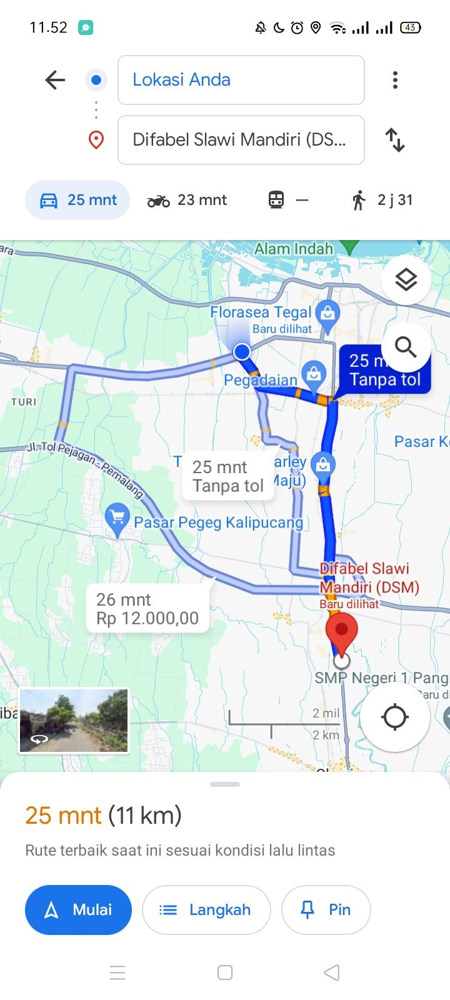 11.52
43
Lokasi Anda
Difabel Slawi Mandiri (DS...
25 mnt
23 mnt
—
2 j 31
Alam Indah
Florasea Tegal
Baru dilihat
25 m
Tanpa tol
Pegadaian
TURI
Pasar K
Jl. Tol Pejagan - Pemalang
25 mnt
Tanpa tol
arley
Maju)
Pasar Pegeg Kalipucang
Difabel Slawi
Mandiri (DSM)
Baru dilihat
26 mnt
Rp 12.000,00
SMP Negeri 1 Pang
aru di
2 mil
2 km
25 mnt (11 km)
Rute terbaik saat ini sesuai kondisi lalu lintas
Mulai
Langkah
Pin